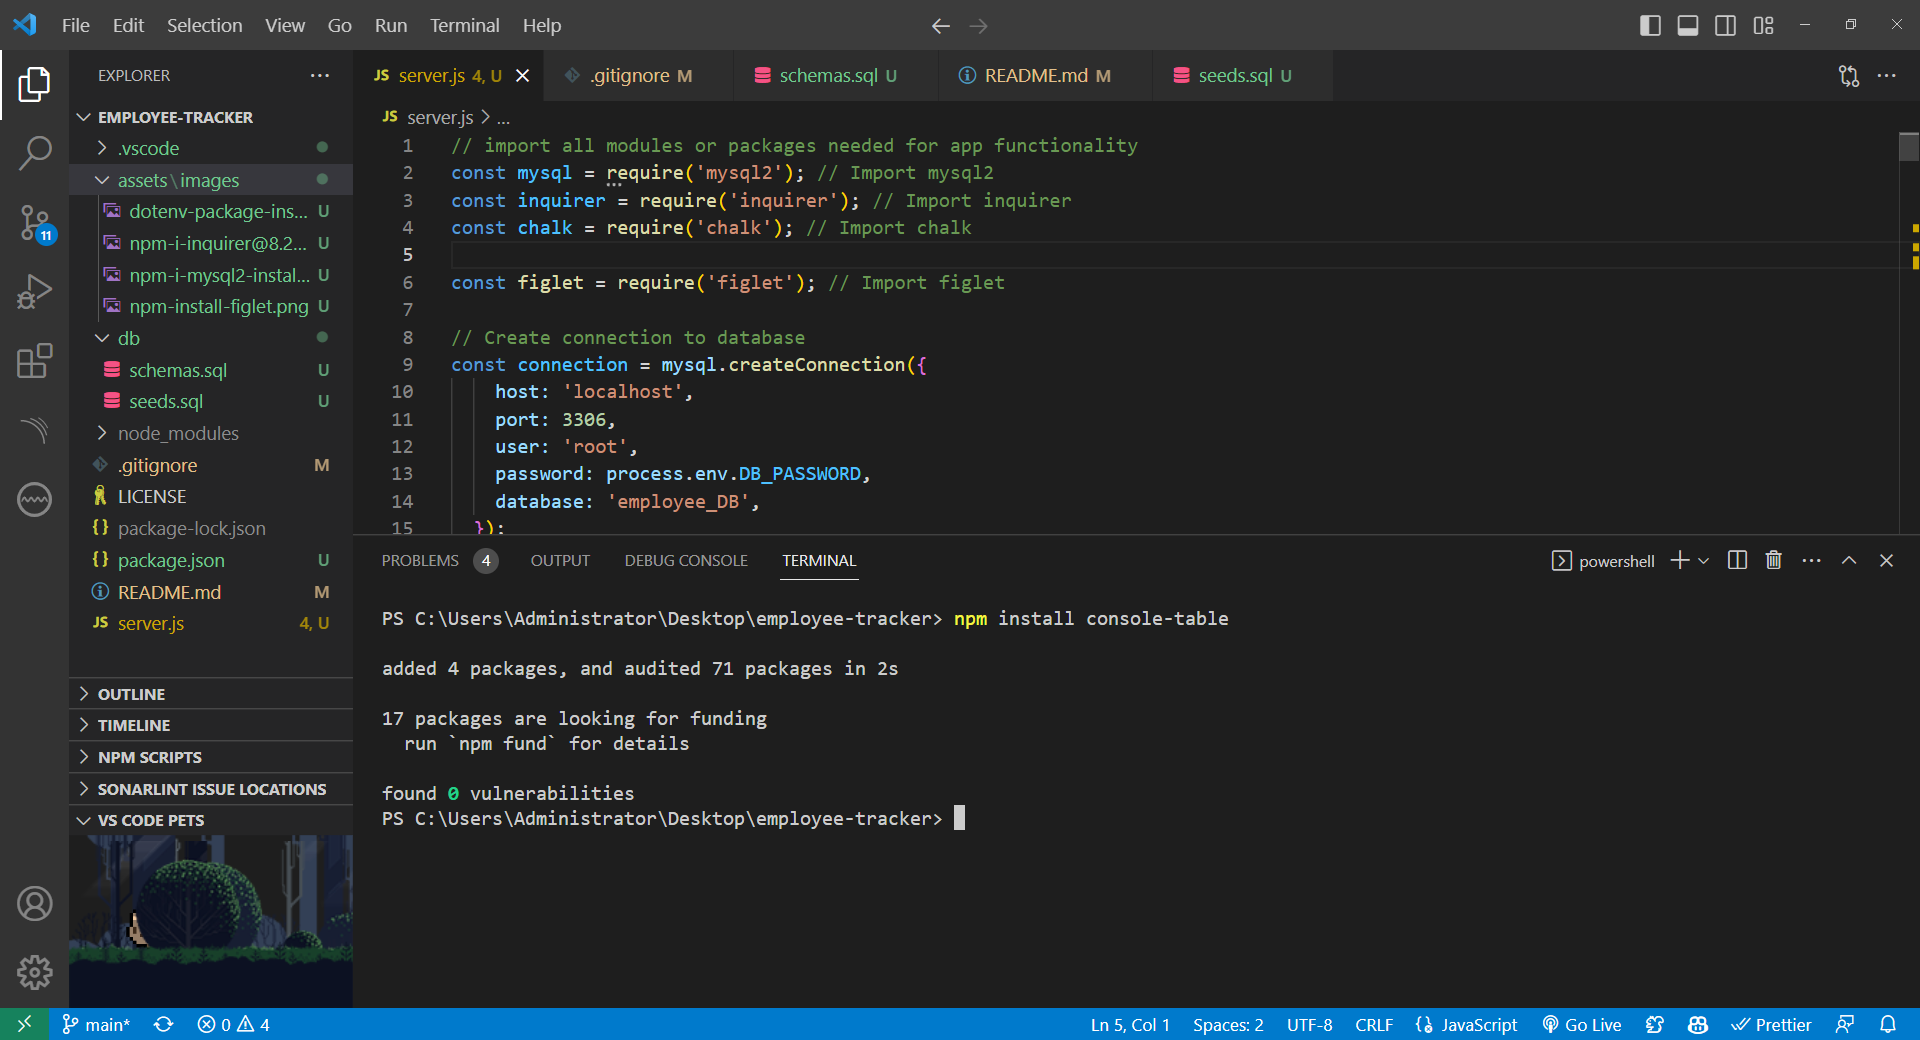 File Edit Selection View Go Run Terminal Help
EXPLORER
EMPLOYEE-TRACKER
.vscode
assets\images
dotenv-package-ins... U
npm-i-inquirer@8.2... U
npm-i-mysql2-instal... U
npm-install-figlet.png U
db
schemas.sql U
seeds.sql U
node_modules
.gitignore M
LICENSE
package-lock.json
package.json U
README.md M
JS server.js 4, U
OUTLINE
TIMELINE
NPM SCRIPTS
SONARLINT ISSUE LOCATIONS
VS CODE PETS
11
JS server.js 4, U
.gitignore M
schemas.sql U
README.md M
seeds.sql U
JS server.js > ...
1 // import all modules or packages needed for app functionality
2 const mysql = require('mysql2'); // Import mysql2
3 const inquirer = require('inquirer'); // Import inquirer
4 const chalk = require('chalk'); // Import chalk
5
6 const figlet = require('figlet'); // Import figlet
7
8 // Create connection to database
9 const connection = mysql.createConnection({
10 host: 'localhost',
11 port: 3306,
12 user: 'root',
13 password: process.env.DB_PASSWORD,
14 database: 'employee_DB',
15 });
PROBLEMS 4 OUTPUT DEBUG CONSOLE TERMINAL
powershell
PS C:\Users\Administrator\Desktop\employee-tracker> npm install console-table
added 4 packages, and audited 71 packages in 2s
17 packages are looking for funding
run `npm fund` for details
found 0 vulnerabilities
PS C:\Users\Administrator\Desktop\employee-tracker>
main* 0 4
Ln 5, Col 1 Spaces: 2 UTF-8 CRLF JavaScript Go Live Prettier